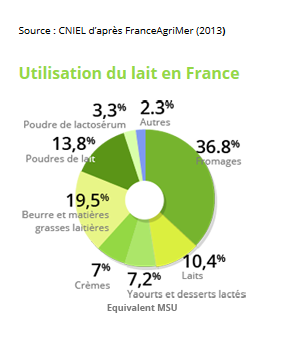 Source : CNIEL d'après FranceAgriMer (2013)
Utilisation du lait en France
2.3%
Autres
3,3%
Poudre de lactosérum
36.8%
Fromages
13,8%
Poudres de lait
19,5%
Beurre et matières
grasses laitières
10,4%
Laits
7%
Crèmes
7,2%
Yaourts et desserts lactés
Equivalent MSU